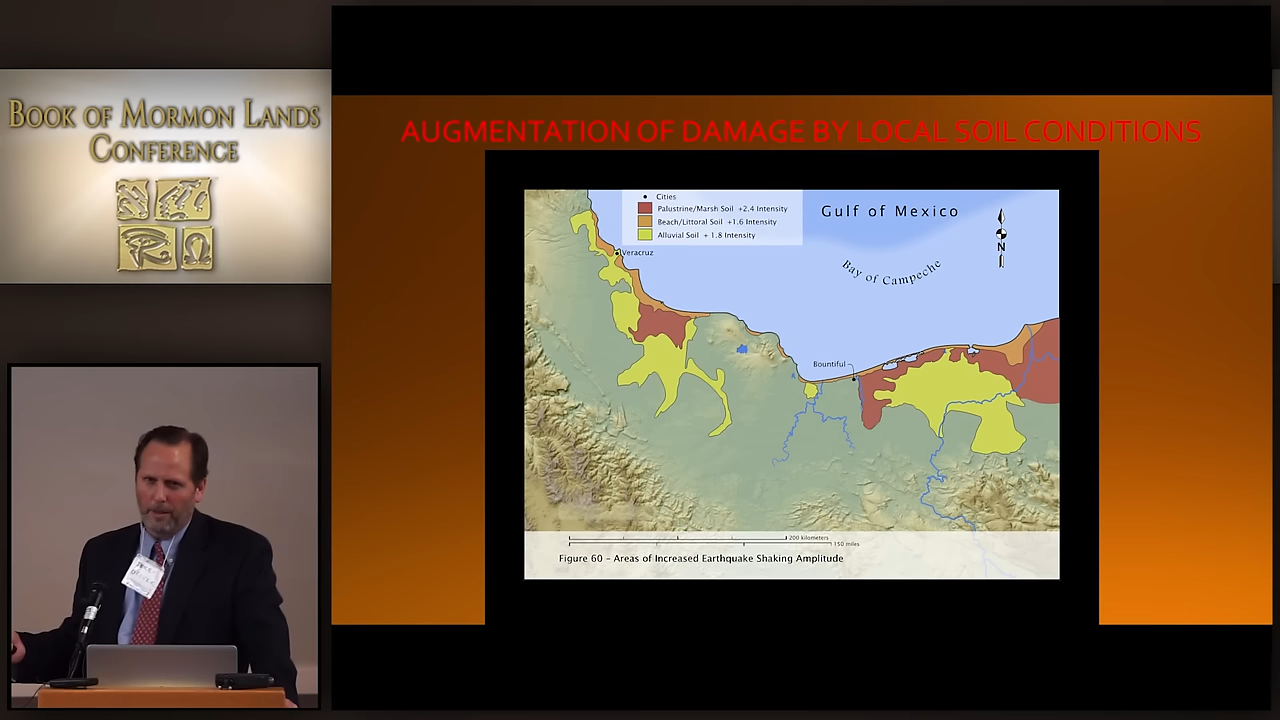 BOOK OF MORMON LANDS
CONFERENCE
AUGMENTATION OF DAMAGE BY LOCAL SOIL CONDITIONS
Cities
Palustrine/Marsh Soil +2.4 Intensity
Beach/Littoral Soil +1.6 Intensity
Alluvial Soil + 1.8 Intensity
Gulf of Mexico
N
Veracruz
Bay of Campeche
Bountiful
200 kilometers
150 miles
Figure 60 – Areas of Increased Earthquake Shaking Amplitude